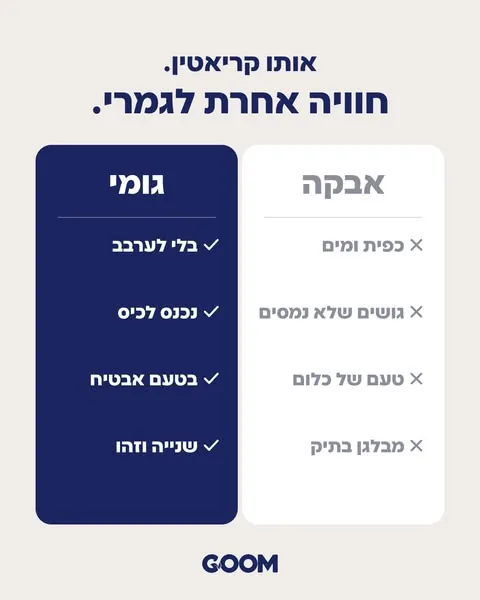 אותו קריאטין.
חוויה אחרת לגמרי.
אבקה
כפית ומים
גושים שלא נמסים
טעם של כלום
מבלגן בתיק
גומי
בלי לערבב
נכנס לכיס
בטעם אבטיח
שנייה וזהו
GOOM